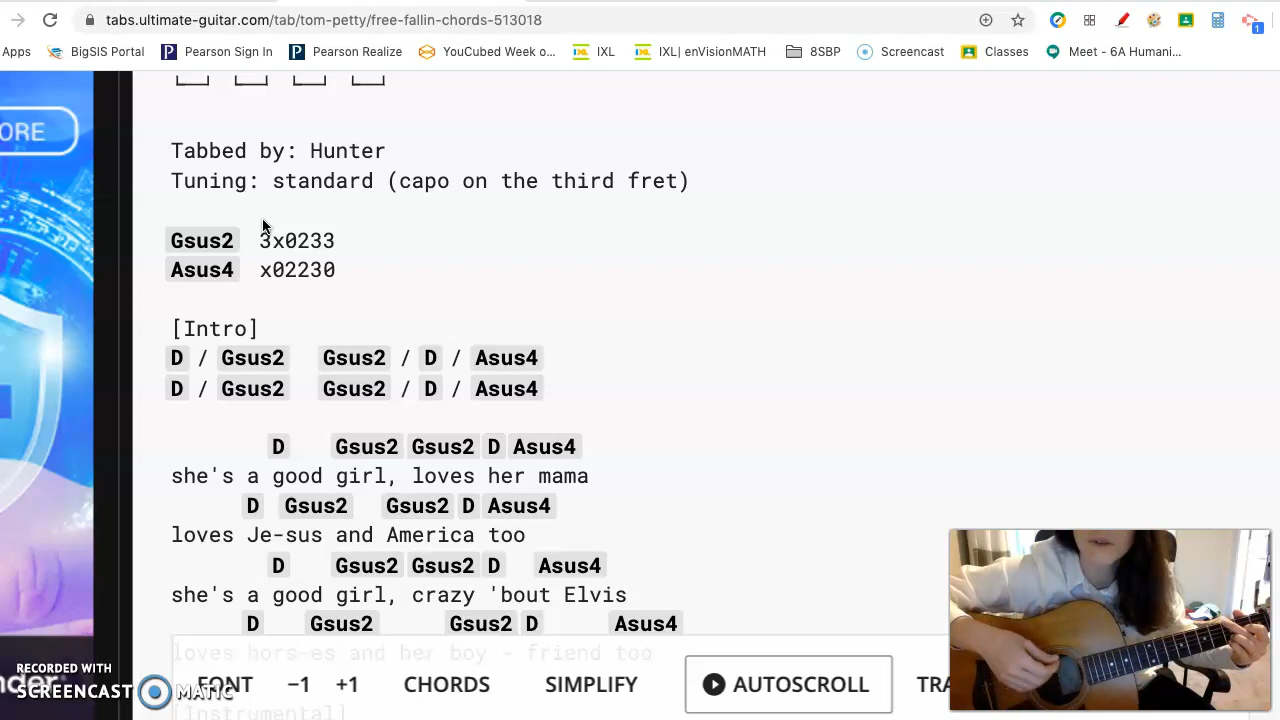 tabs.ultimate-guitar.com/tab/tom-petty/free-fallin-chords-513018
Apps BigSIS Portal Pearson Sign In Pearson Realize YouCubed Week o... IXL IXL| enVisionMATH 8SBP Screencast Classes Meet - 6A Humani... 1
ORE
Tabbed by: Hunter
Tuning: standard (capo on the third fret)
Gsus2 3x0233
Asus4 x02230
[Intro]
D / Gsus2 Gsus2 / D / Asus4
D / Gsus2 Gsus2 / D / Asus4
D Gsus2 Gsus2 D Asus4
she's a good girl, loves her mama
D Gsus2 Gsus2 D Asus4
loves Je-sus and America too
D Gsus2 Gsus2 D Asus4
she's a good girl, crazy 'bout Elvis
D Gsus2 Gsus2 D Asus4
loves hors-es and her boy - friend too
FONT −1 +1 CHORDS SIMPLIFY AUTOSCROLL TRA
[Instrumental]
RECORDED WITH
SCREENCAST MATIC